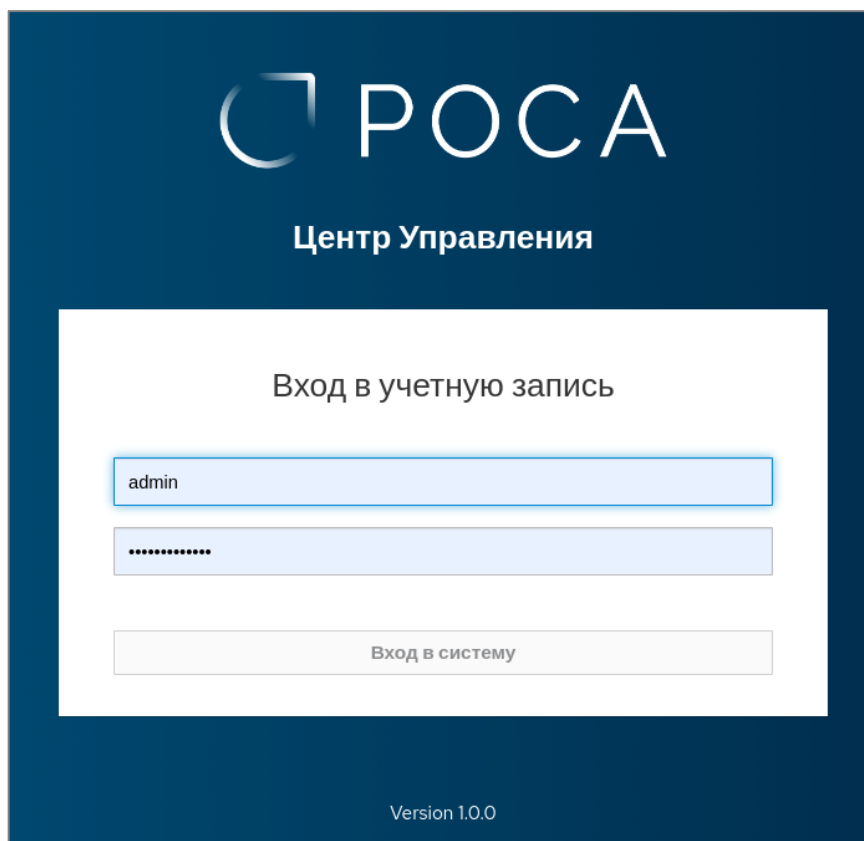 РОСА
Центр Управления
Вход в учетную запись
admin
•••••••••••••
Вход в систему
Version 1.0.0